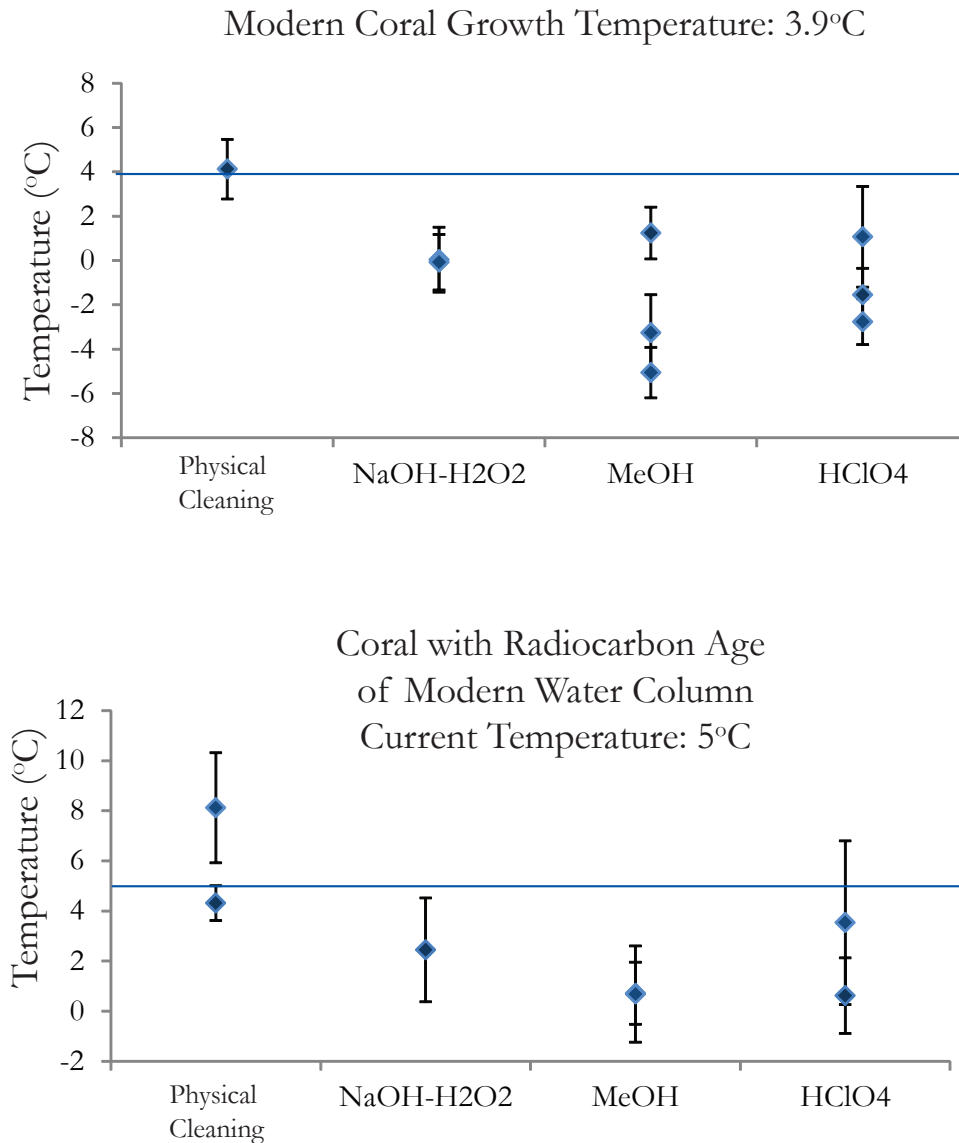 Modern Coral Growth Temperature: 3.9°C
Temperature (°C)
8
6
4
2
0
-2
-4
-6
-8
Physical
Cleaning
NaOH-H2O2
MeOH
HClO4
Coral with Radiocarbon Age
of Modern Water Column
Current Temperature: 5°C
Temperature (°C)
12
10
8
6
4
2
0
-2
Physical
Cleaning
NaOH-H2O2
MeOH
HClO4